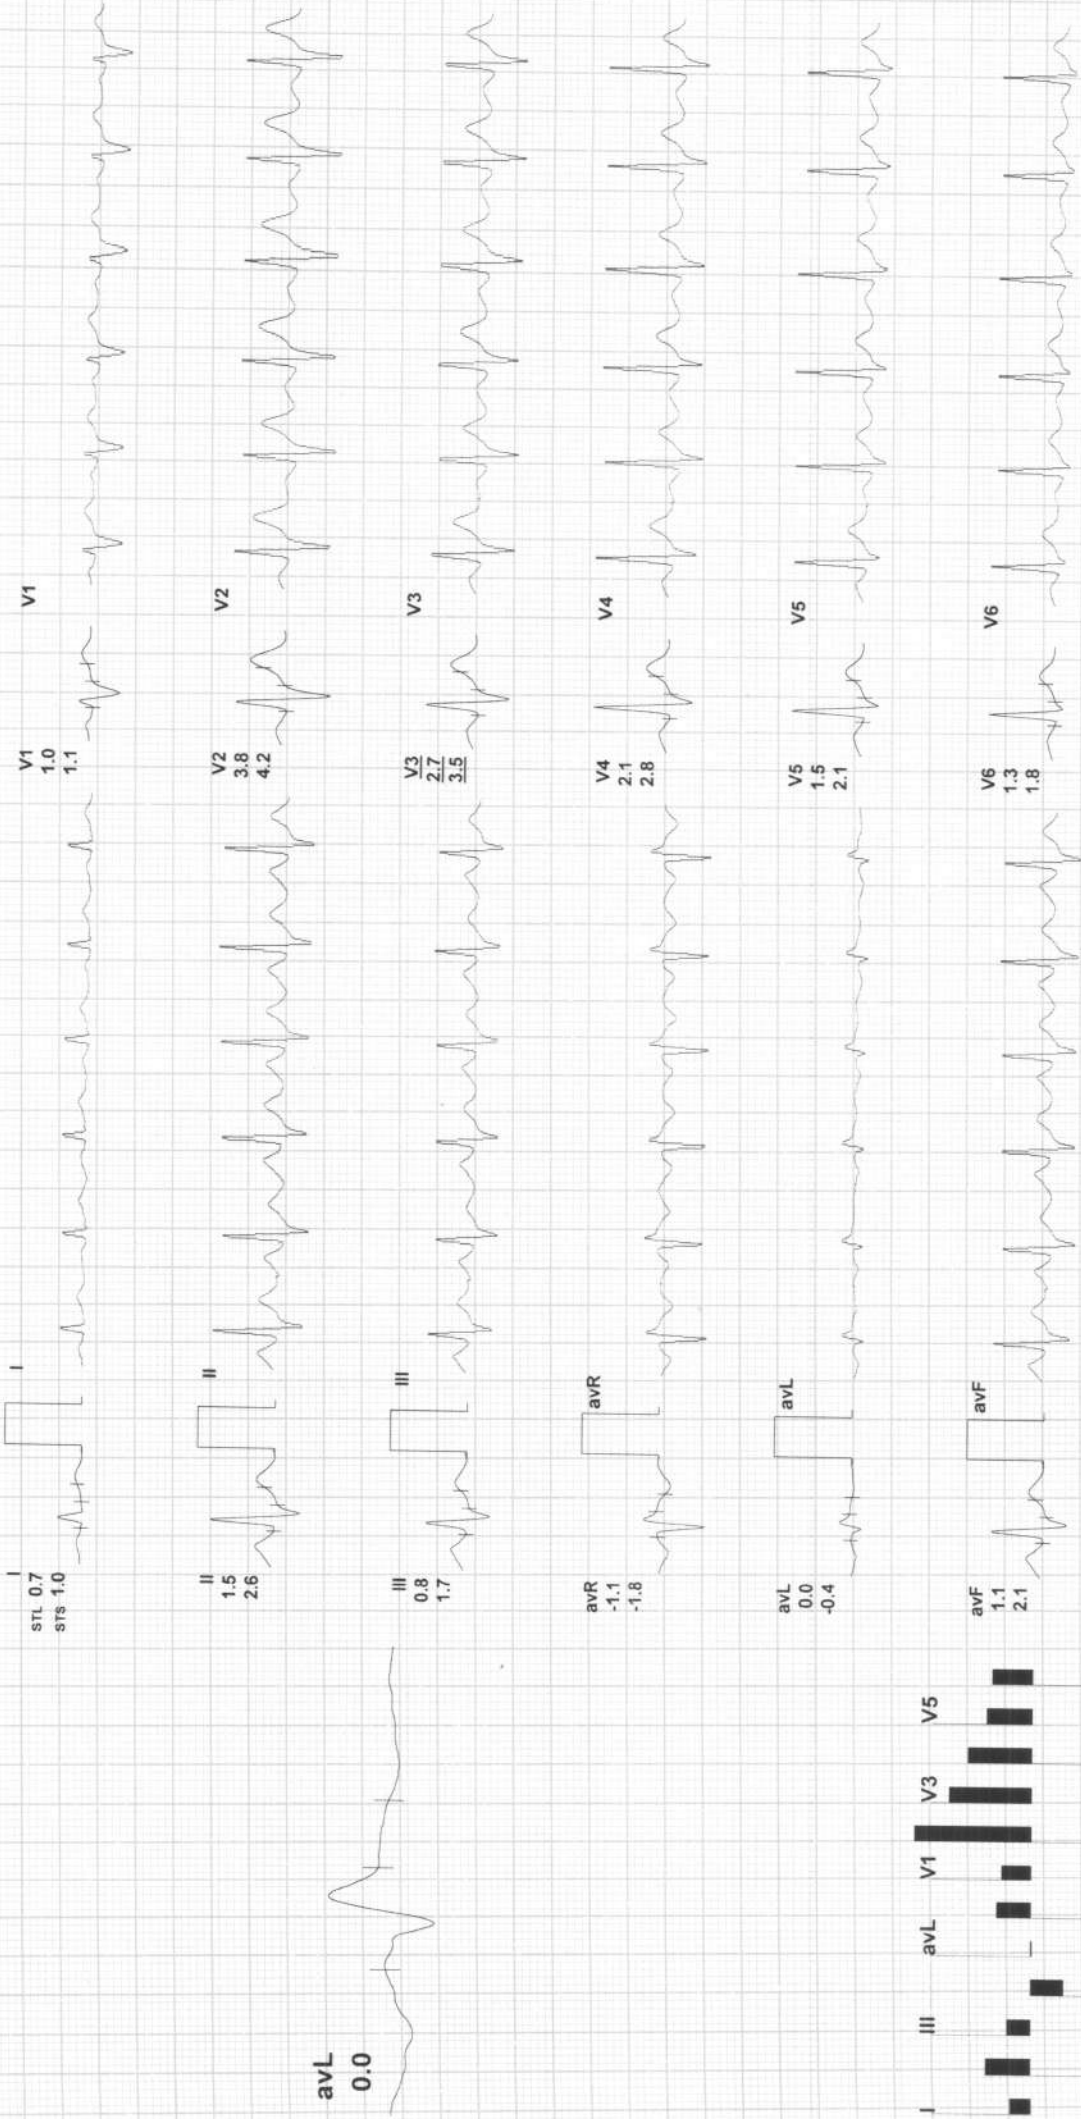 avL
0.0
I
III
avL
V1
V3
V5
I
STL 0.7
STS 1.0
II
1.5
2.6
III
0.8
1.7
avR
-1.1
-1.8
avL
0.0
-0.4
avF
1.1
2.1
I
II
III
avR
avL
avF
V1
1.0
1.1
V2
3.8
4.2
V3
2.7
3.5
V4
2.1
2.8
V5
1.5
2.1
V6
1.3
1.8
V1
V2
V3
V4
V5
V6